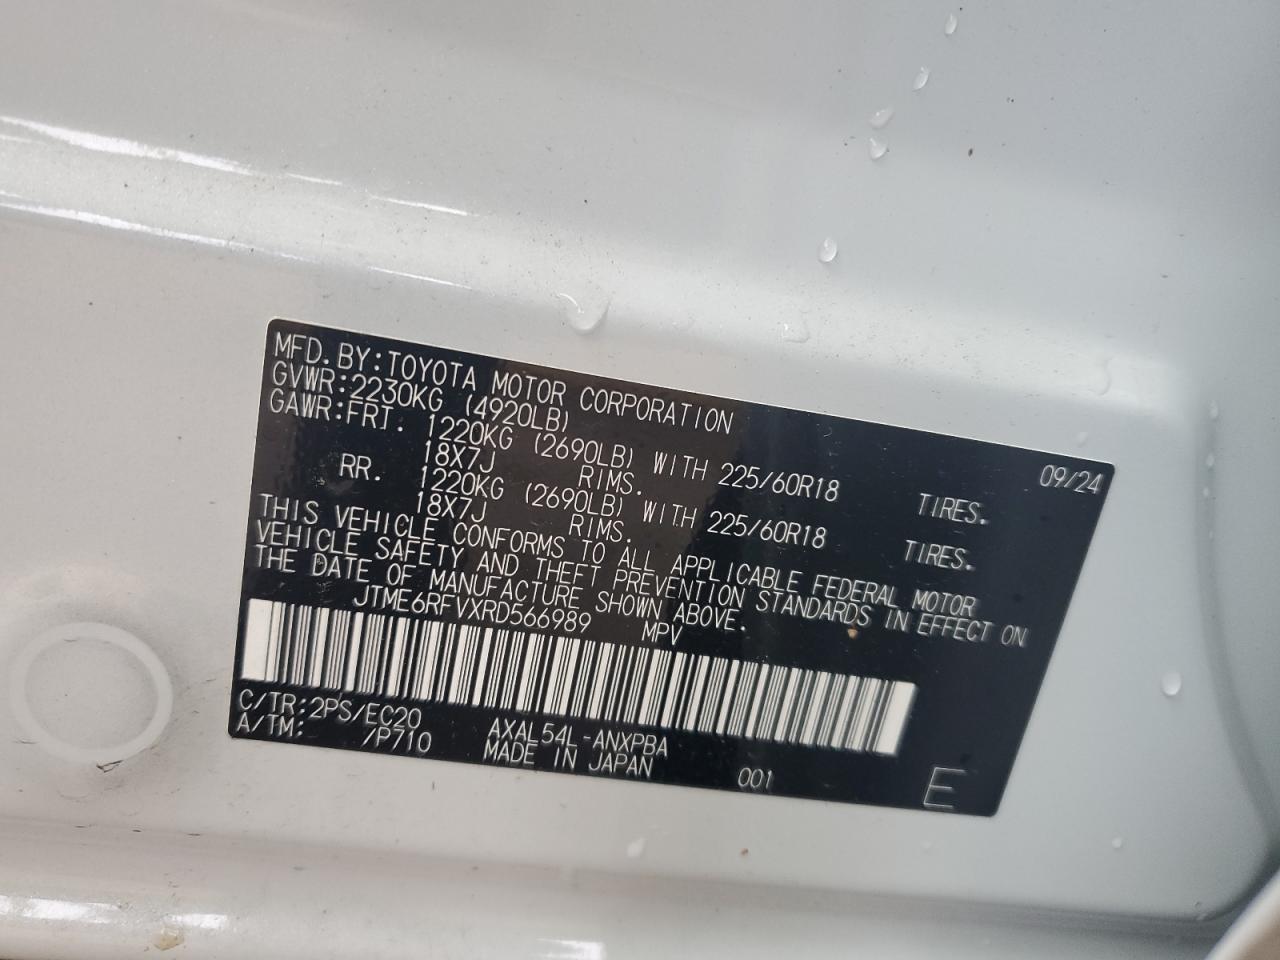 MFD. BY: TOYOTA MOTOR CORPORATION 09/24
GVWR: 2230KG (4920LB)
GAWR: FRT. 1220KG (2690LB) WITH 225/60R18 TIRES.
18X7J RIMS.
RR. 1220KG (2690LB) WITH 225/60R18 TIRES.
18X7J RIMS.
THIS VEHICLE CONFORMS TO ALL APPLICABLE FEDERAL MOTOR
VEHICLE SAFETY AND THEFT PREVENTION STANDARDS IN EFFECT ON
THE DATE OF MANUFACTURE SHOWN ABOVE.
JTME6RFVXRD566989 MPV
C/TR: 2PS/EC20 AXAL54L-ANXPBA
A/TM: /P710 MADE IN JAPAN 001 E